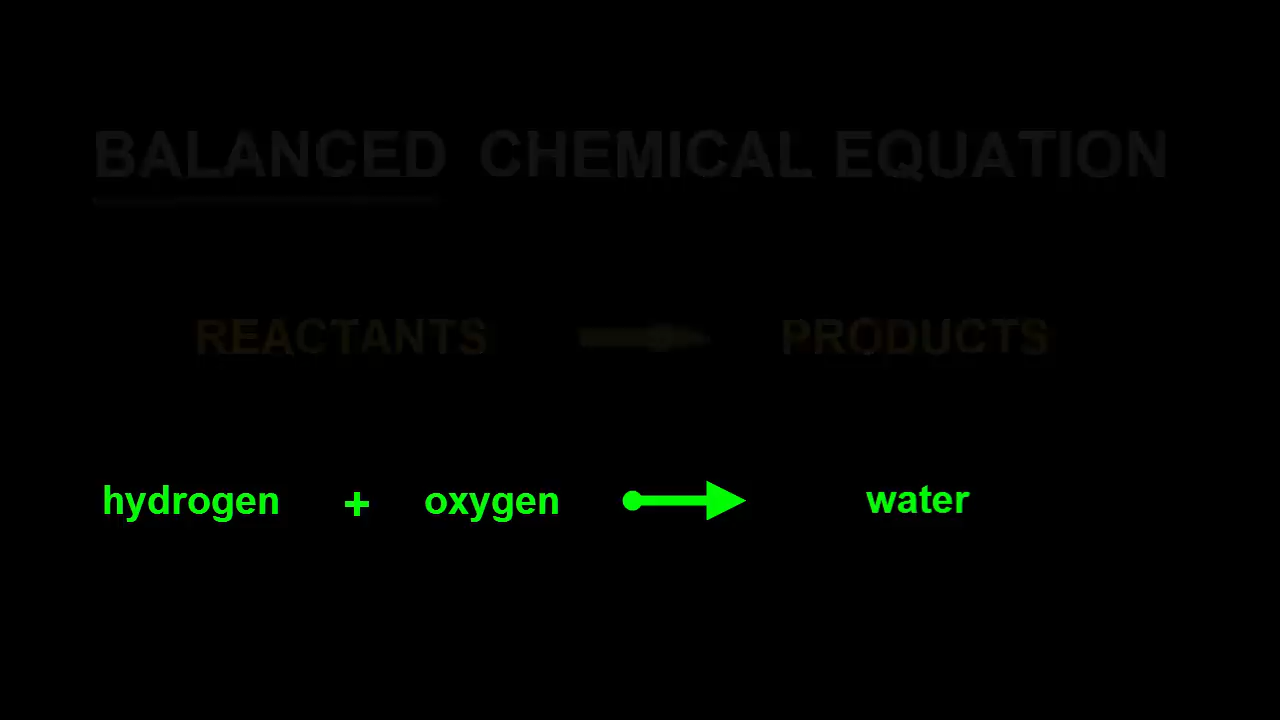 BALANCED CHEMICAL EQUATION
REACTANTS PRODUCTS
hydrogen + oxygen water